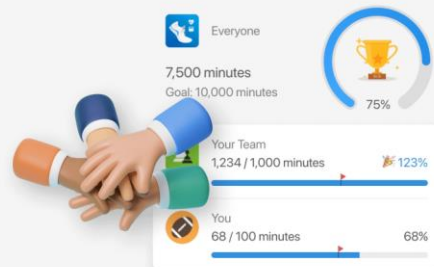 Everyone
7,500 minutes
Goal: 10,000 minutes
75%
Your Team
1,234 / 1,000 minutes 123%
You
68 / 100 minutes 68%